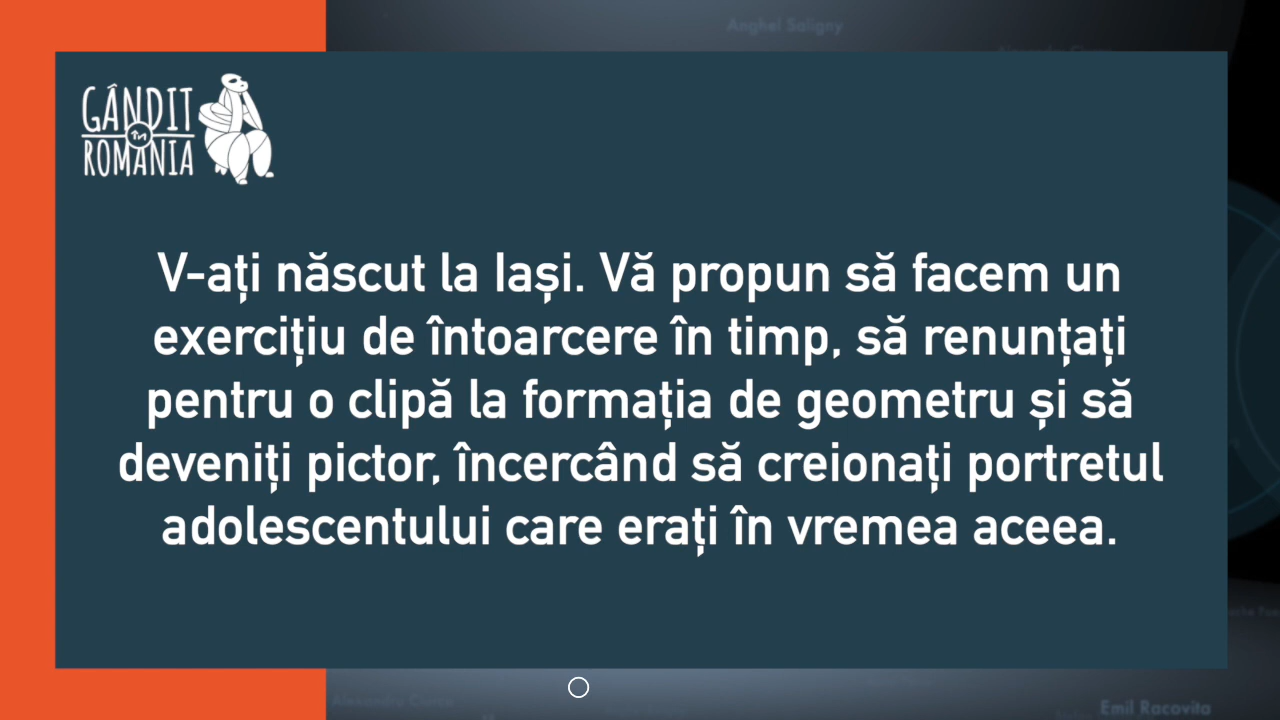 Anghel Saligny
GÂNDIT
în
ROMÂNIA
V-ați născut la Iași. Vă propun să facem un
exercițiu de întoarcere în timp, să renunțați
pentru o clipă la formația de geometru și să
deveniți pictor, încercând să creionați portretul
adolescentului care erați în vremea aceea.
Emil Racovita